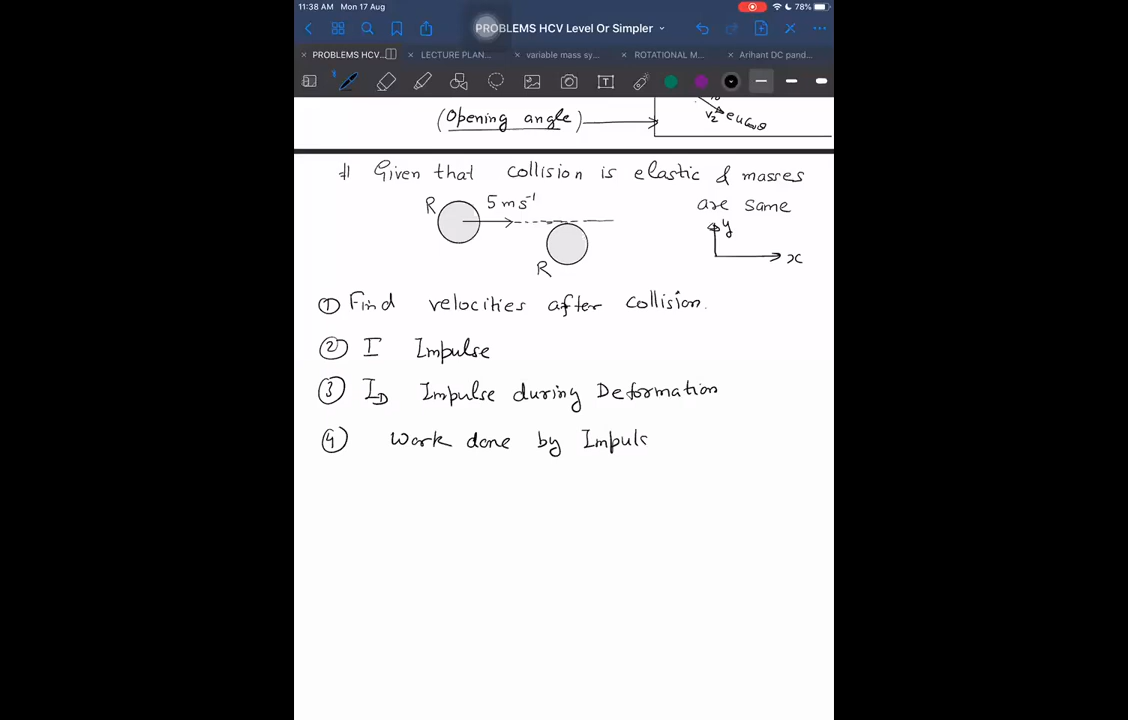 11:38 AM Mon 17 Aug
78%
PROBLEMS HCV Level Or Simpler
PROBLEMS HCV...
LECTURE PLAN...
variable mass sy...
ROTATIONAL M...
Arihant DC pand...
(Opening angle)
V2 eucosθ
# Given that collision is elastic & masses
are same
R 5 ms⁻¹
y
x
R
① Find velocities after collision.
② I Impulse
③ I_D Impulse during Deformation
④ Work done by Impuls